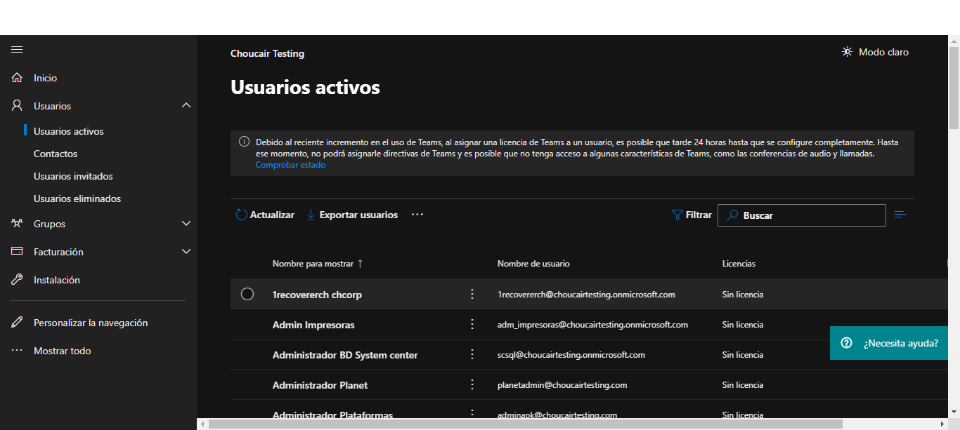 Choucair Testing
Modo claro
Inicio
Usuarios
Usuarios activos
Contactos
Usuarios invitados
Usuarios eliminados
Grupos
Facturación
Instalación
Personalizar la navegación
Mostrar todo
Usuarios activos
Debido al reciente incremento en el uso de Teams, al asignar una licencia de Teams a un usuario, es posible que tarde 24 horas hasta que se configure completamente. Hasta
ese momento, no podrá asignarle directivas de Teams y es posible que no tenga acceso a algunas características de Teams, como las conferencias de audio y llamadas.
Comprobar estado
Actualizar Exportar usuarios Filtrar Buscar
Nombre para mostrar ↑ Nombre de usuario Licencias
1recovererch chcorp 1recovererch@choucairtesting.onmicrosoft.com Sin licencia
Admin Impresoras adm_impresoras@choucairtesting.onmicrosoft.com Sin licencia
Administrador BD System center scsql@choucairtesting.onmicrosoft.com Sin licencia
Administrador Planet planetadmin@choucairtesting.com Sin licencia
Administrador Plataformas adminapk@choucairtesting.com Sin licencia
¿Necesita ayuda?